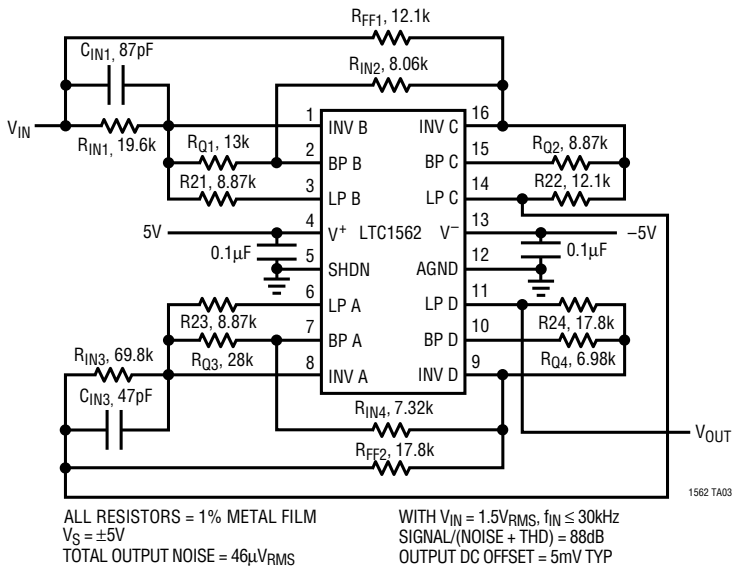 RFF1, 12.1k
CIN1, 87pF
RIN2, 8.06k
VIN
RIN1, 19.6k
1 INV B INV C 16
RQ1, 13k
2 BP B BP C 15
RQ2, 8.87k
R21, 8.87k
3 LP B LP C 14
R22, 12.1k
5V
4 V+ LTC1562 V– 13
–5V
0.1µF
5 SHDN AGND 12
0.1µF
6 LP A LP D 11
R23, 8.87k
R24, 17.8k
7 BP A BP D 10
RIN3, 69.8k
RQ3, 28k
8 INV A INV D 9
RQ4, 6.98k
CIN3, 47pF
RIN4, 7.32k
VOUT
RFF2, 17.8k
1562 TA03
ALL RESISTORS = 1% METAL FILM
VS = ±5V
TOTAL OUTPUT NOISE = 46µVRMS
WITH VIN = 1.5VRMS, fIN ≤ 30kHz
SIGNAL/(NOISE + THD) = 88dB
OUTPUT DC OFFSET = 5mV TYP